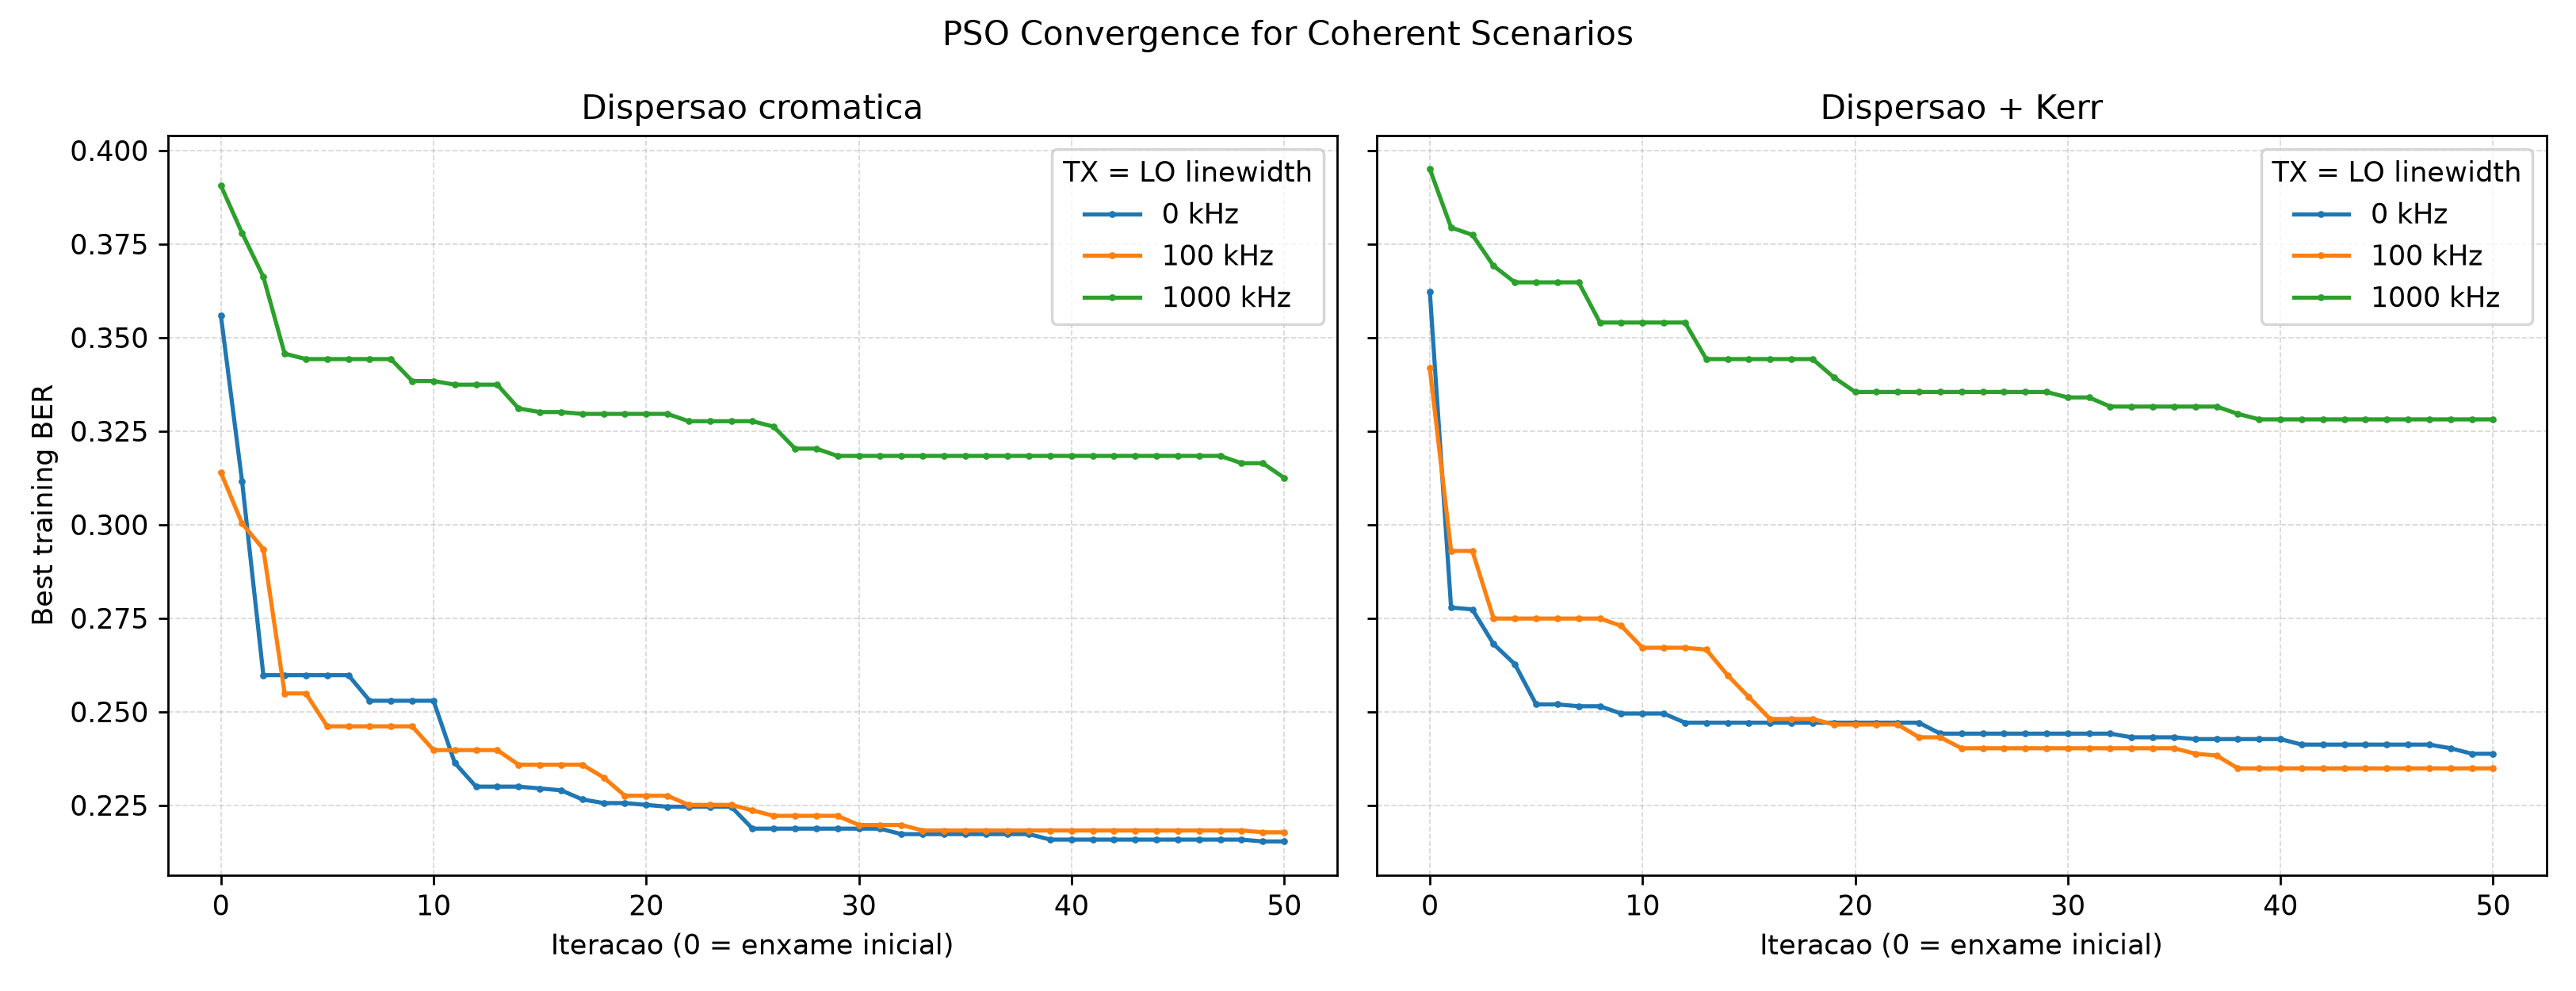 PSO Convergence for Coherent Scenarios
Dispersao cromatica
Best training BER
0.400
0.375
0.350
0.325
0.300
0.275
0.250
0.225
TX = LO linewidth
0 kHz
100 kHz
1000 kHz
0 10 20 30 40 50
Iteracao (0 = enxame inicial)
Dispersao + Kerr
TX = LO linewidth
0 kHz
100 kHz
1000 kHz
0 10 20 30 40 50
Iteracao (0 = enxame inicial)